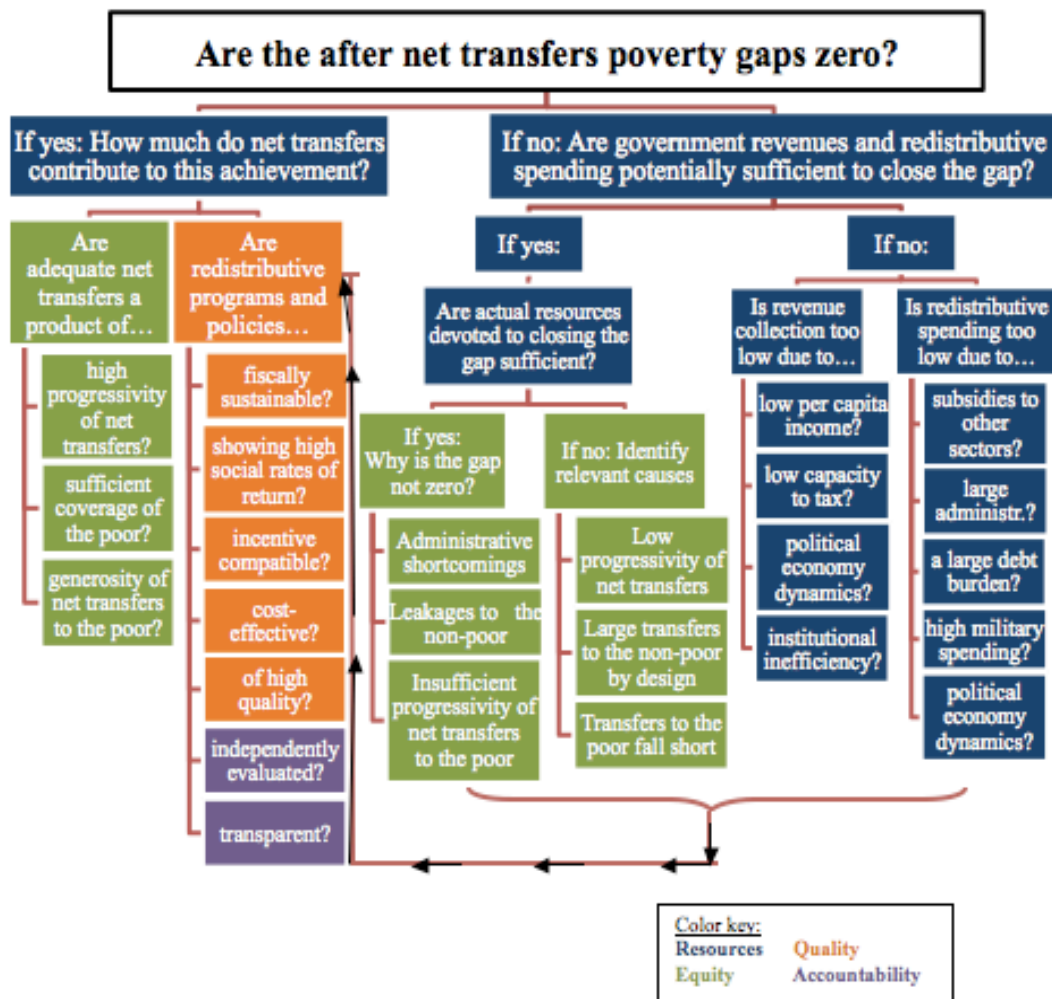 Are the after net transfers poverty gaps zero?
If yes: How much do net transfers
contribute to this achievement?
If no: Are government revenues and redistributive
spending potentially sufficient to close the gap?
Are
adequate net
transfers a
product of…
high
progressivity
of net
transfers?
sufficient
coverage of
the poor?
generosity of
net transfers
to the poor?
Are
redistributive
programs and
policies…
fiscally
sustainable?
showing high
social rates of
return?
incentive
compatible?
cost-
effective?
of high
quality?
independently
evaluated?
transparent?
If yes:
Are actual resources
devoted to closing the
gap sufficient?
If yes:
Why is the gap
not zero?
Administrative
shortcomings
Leakages to the
non-poor
Insufficient
progressivity of
net transfers
to the poor
If no: Identify
relevant causes
Low
progressivity of
net transfers
Large transfers
to the non-poor
by design
Transfers to the
poor fall short
If no:
Is revenue
collection too
low due to…
low per capita
income?
low capacity
to tax?
political
economy
dynamics?
institutional
inefficiency?
Is redistributive
spending too
low due to…
subsidies to
other
sectors?
large
administr.?
a large debt
burden?
high military
spending?
political
economy
dynamics?
Color key:
Resources Quality
Equity Accountability